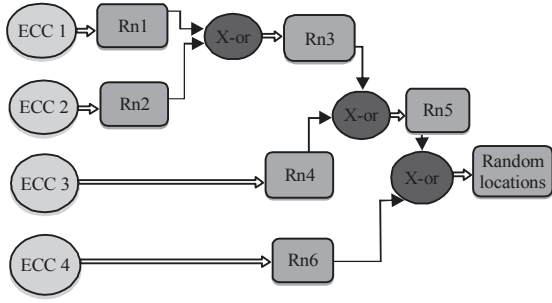 ECC 1
Rn1
X-or
Rn3
ECC 2
Rn2
X-or
Rn5
ECC 3
Rn4
X-or
Random
locations
ECC 4
Rn6